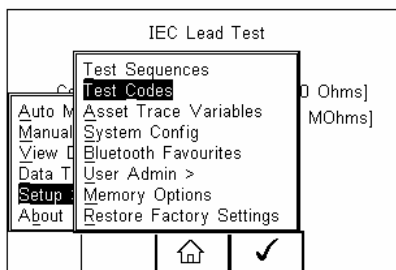 IEC Lead Test
Test Sequences
Test Codes
Asset Trace Variables
System Config
Bluetooth Favourites
User Admin >
Memory Options
Restore Factory Settings
Ohms]
MOhms]
Auto M
Manual
View D
Data T
Setup
About